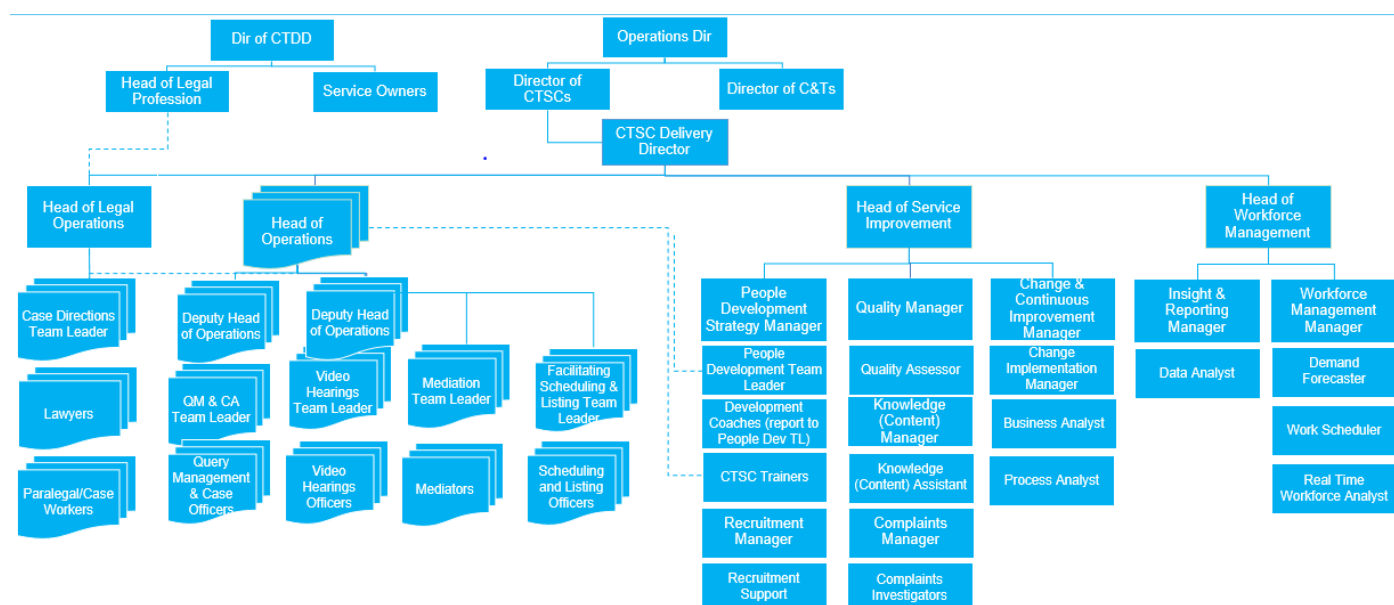 Dir of CTDD
Operations Dir
Head of Legal
Profession
Service Owners
Director of
CTSCs
Director of C&Ts
CTSC Delivery
Director
Head of Legal
Operations
Head of
Operations
Head of Service
Improvement
Head of
Workforce
Management
Case Directions
Team Leader
Deputy Head
of Operations
Deputy Head
of Operations
People
Development
Strategy Manager
Quality Manager
Change &
Continuous
Improvement
Manager
Insight &
Reporting
Manager
Workforce
Management
Manager
Lawyers
QM & CA
Team Leader
Video
Hearings
Team Leader
Mediation
Team Leader
Facilitating
Scheduling &
Listing Team
Leader
People
Development Team
Leader
Quality Assessor
Change
Implementation
Manager
Data Analyst
Demand
Forecaster
Development
Coaches (report to
People Dev TL)
Knowledge
(Content)
Manager
Business Analyst
Work Scheduler
Paralegal/Case
Workers
Query
Management
& Case
Officers
Video
Hearings
Officers
Mediators
Scheduling
and Listing
Officers
CTSC Trainers
Knowledge
(Content) Assistant
Process Analyst
Real Time
Workforce Analyst
Recruitment
Manager
Complaints
Manager
Recruitment
Support
Complaints
Investigators